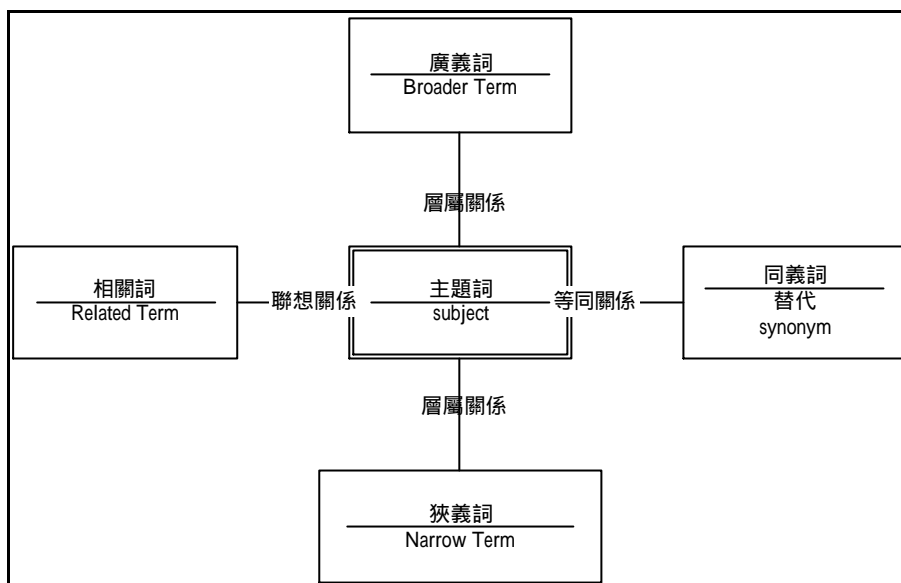 廣義詞
Broader Term
層屬關係
相關詞
Related Term
聯想關係
主題詞
subject
等同關係
同義詞
替代
synonym
層屬關係
狹義詞
Narrow Term